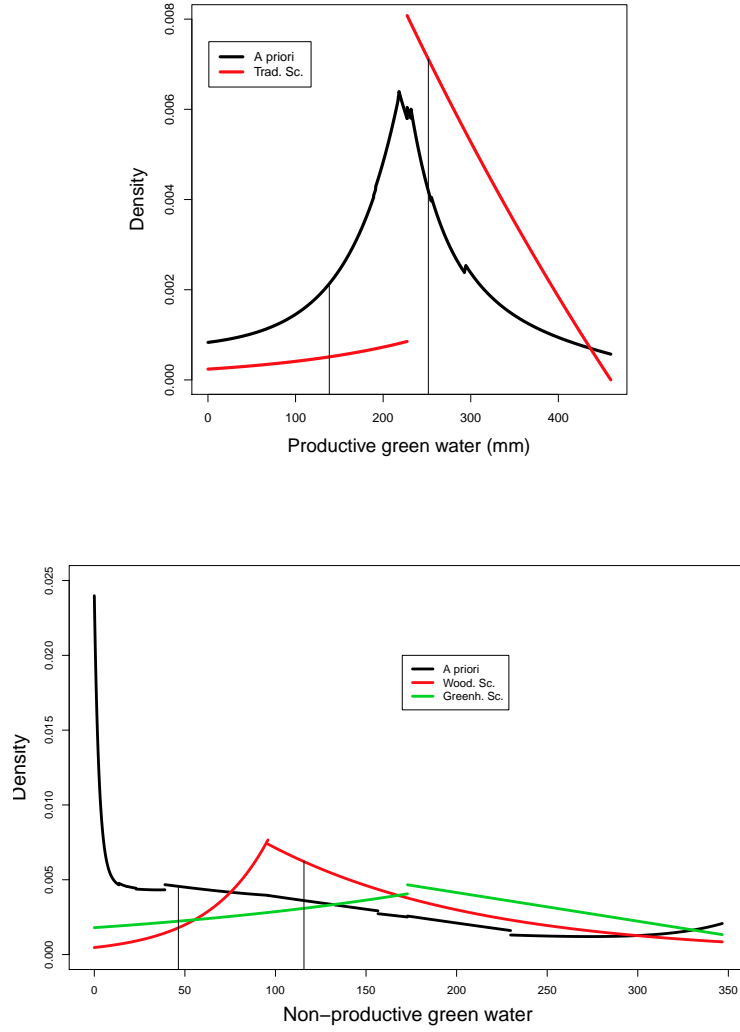 0.008
0.006
0.004
0.002
0.000
Density
A priori
Trad. Sc.
0 100 200 300 400
Productive green water (mm)
0.025
0.020
0.015
0.010
0.005
0.000
Density
A priori
Wood. Sc.
Greenh. Sc.
0 50 100 150 200 250 300 350
Non−productive green water